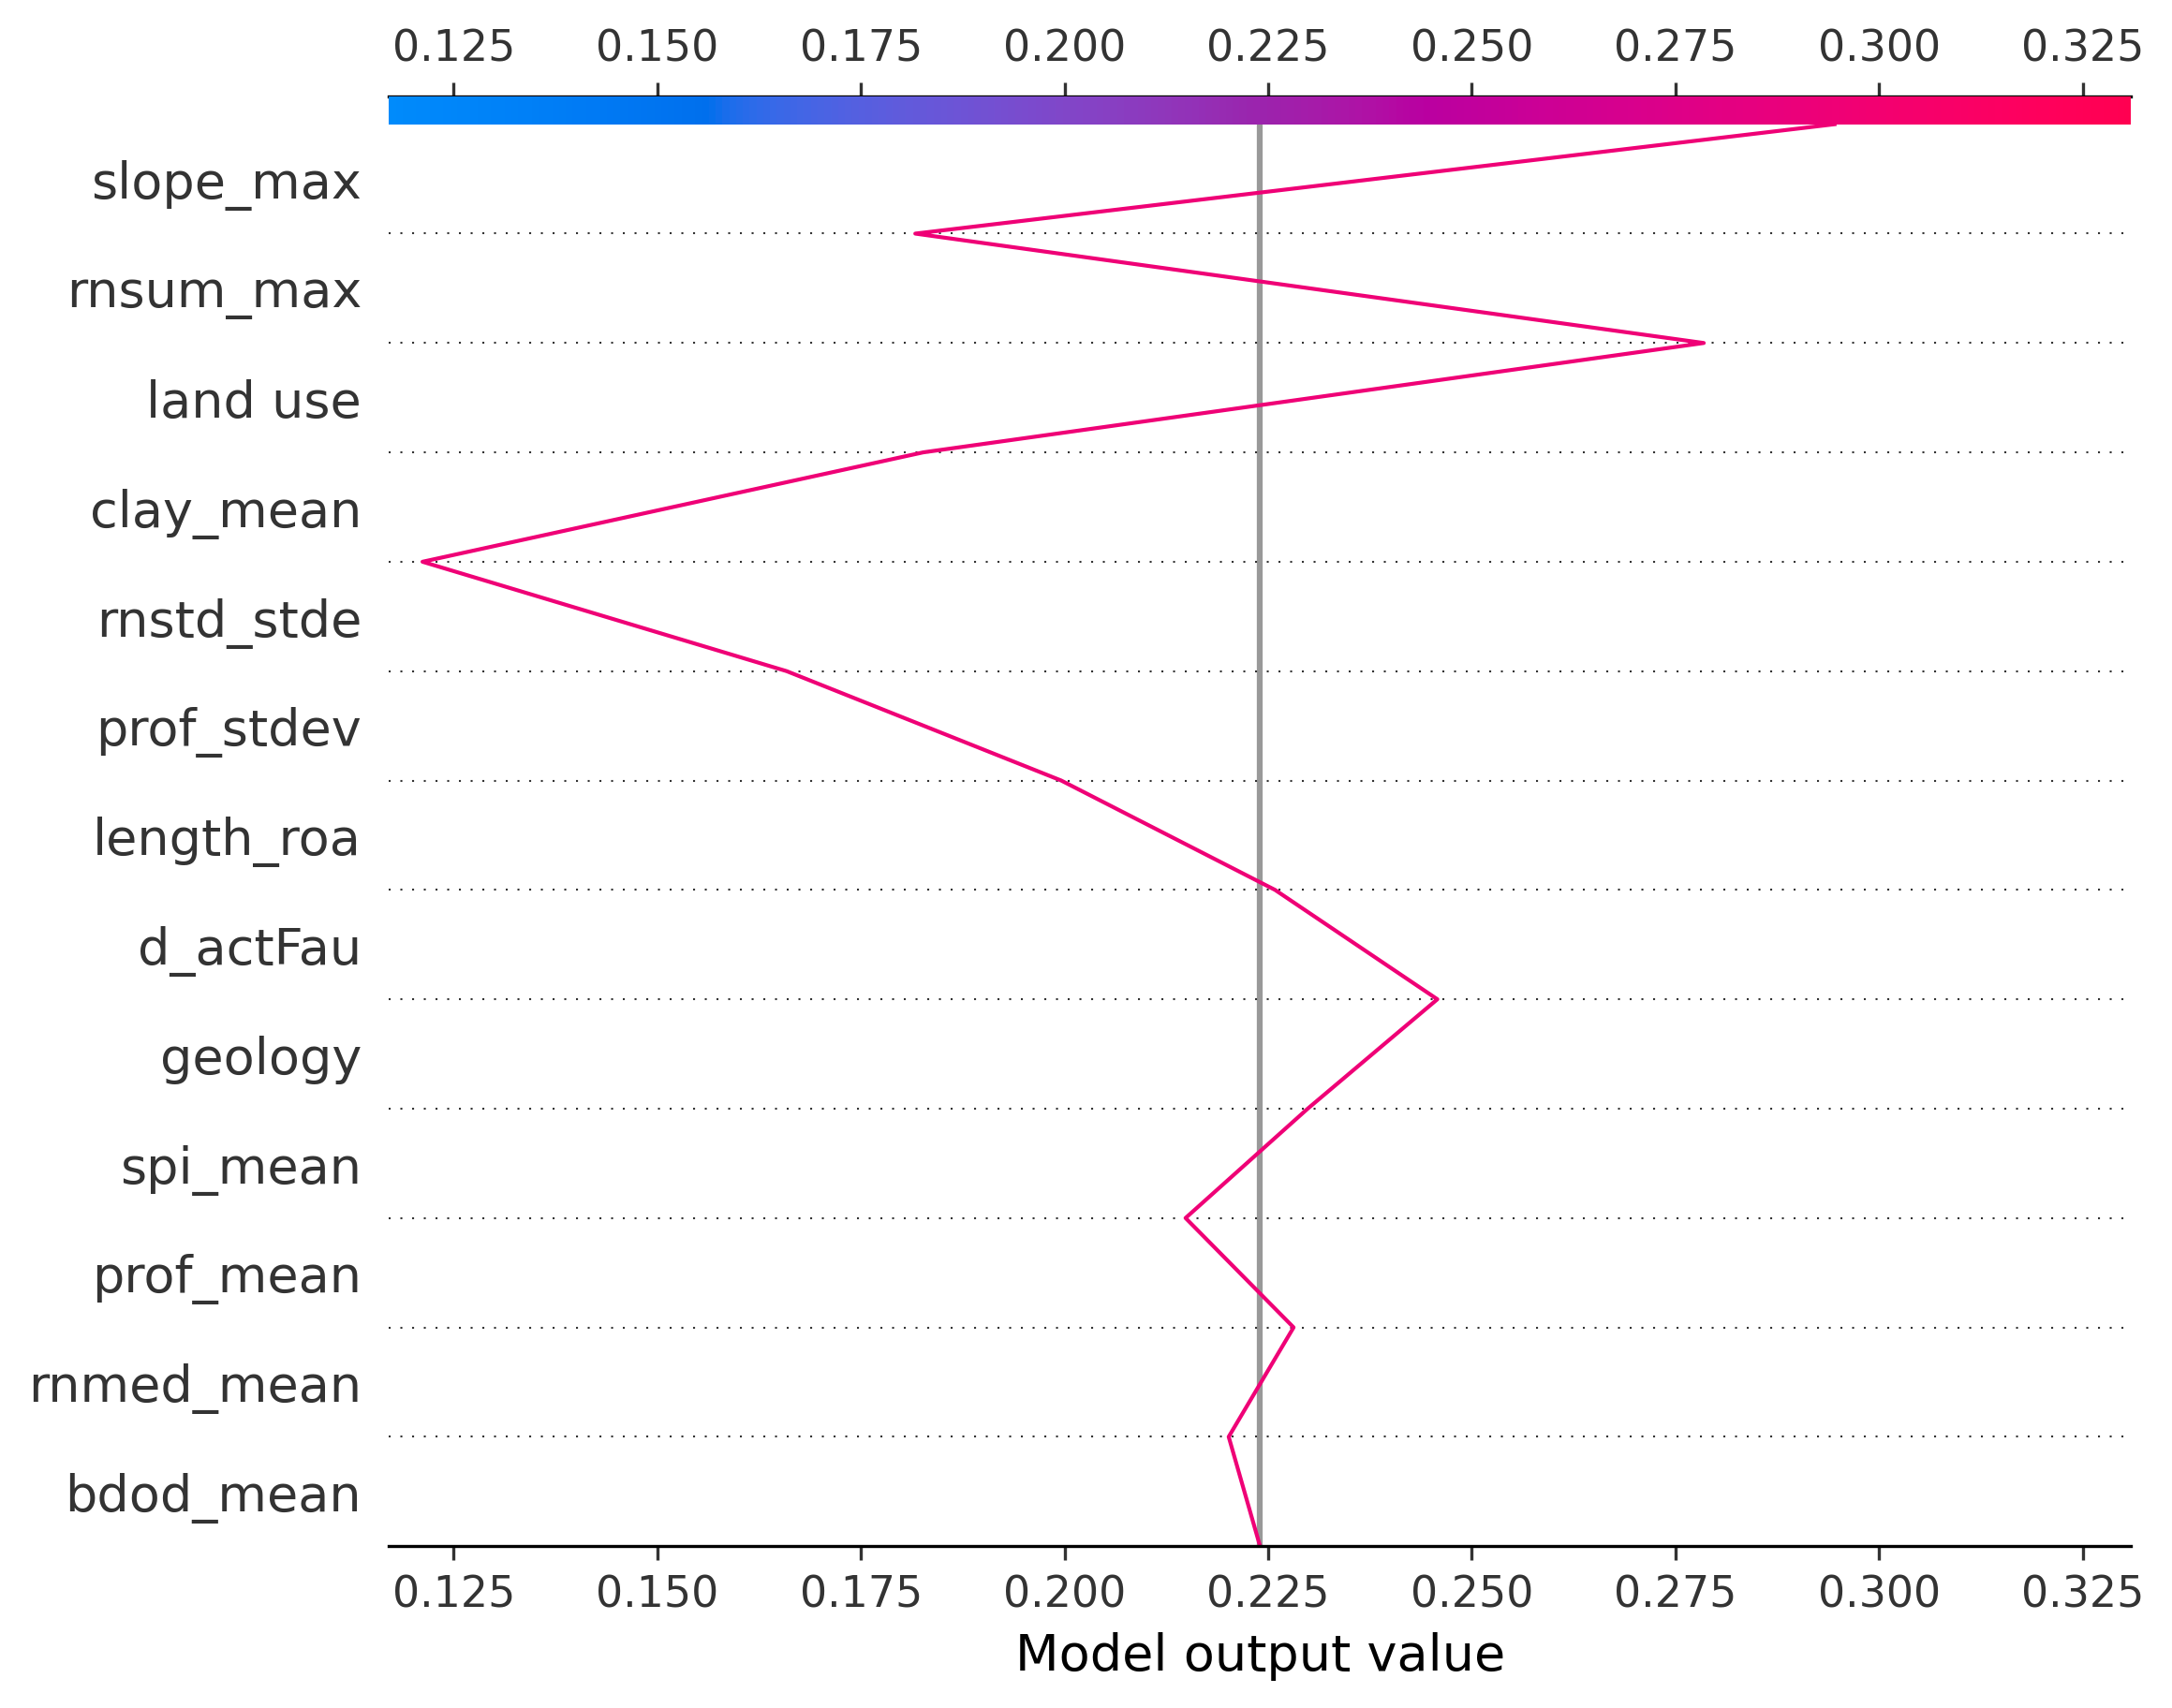 0.125 0.150 0.175 0.200 0.225 0.250 0.275 0.300 0.325
slope_max
rnsum_max
land use
clay_mean
rnstd_stde
prof_stdev
length_roa
d_actFau
geology
spi_mean
prof_mean
rnmed_mean
bdod_mean
0.125 0.150 0.175 0.200 0.225 0.250 0.275 0.300 0.325
Model output value